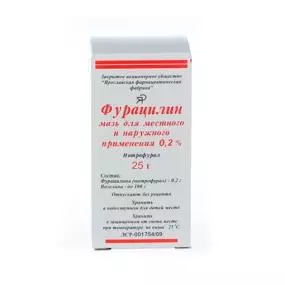 Закрытое акционерное общество
"Ярославская фармацевтическая
фабрика"
Фурацилин
мазь для местного
и наружного
применения 0,2 %
Нитрофурал
25 г
Состав:
Фурацилина (нитрофурала) - 0,2 г
Вазелина - до 100 г
Отпускают без рецепта
Хранить
в недоступном для детей месте
Хранить
в защищенном от света месте
при температуре не выше 25°С
ЛСР-001754/09